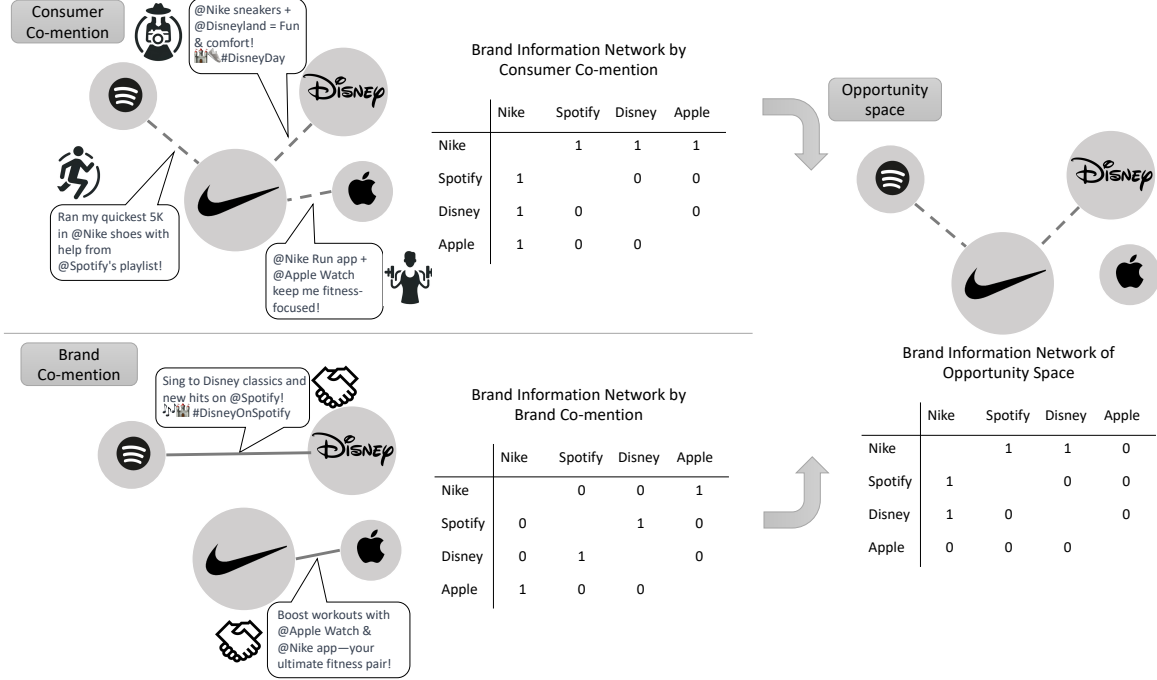 Consumer
Co-mention
@Nike sneakers +
@Disneyland = Fun
& comfort!
#DisneyDay
Disney
Ran my quickest 5K
in @Nike shoes with
help from
@Spotify's playlist!
@Nike Run app +
@Apple Watch
keep me fitness-
focused!
Brand Information Network by
Consumer Co-mention
Nike Spotify Disney Apple
Nike 1 1 1
Spotify 1 0 0
Disney 1 0 0
Apple 1 0 0
Brand
Co-mention
Sing to Disney classics and
new hits on @Spotify!
#DisneyOnSpotify
Disney
Boost workouts with
@Apple Watch &
@Nike app—your
ultimate fitness pair!
Brand Information Network by
Brand Co-mention
Nike Spotify Disney Apple
Nike 0 0 1
Spotify 0 1 0
Disney 0 1 0
Apple 1 0 0
Opportunity
space
Disney
Brand Information Network of
Opportunity Space
Nike Spotify Disney Apple
Nike 1 1 0
Spotify 1 0 0
Disney 1 0 0
Apple 0 0 0